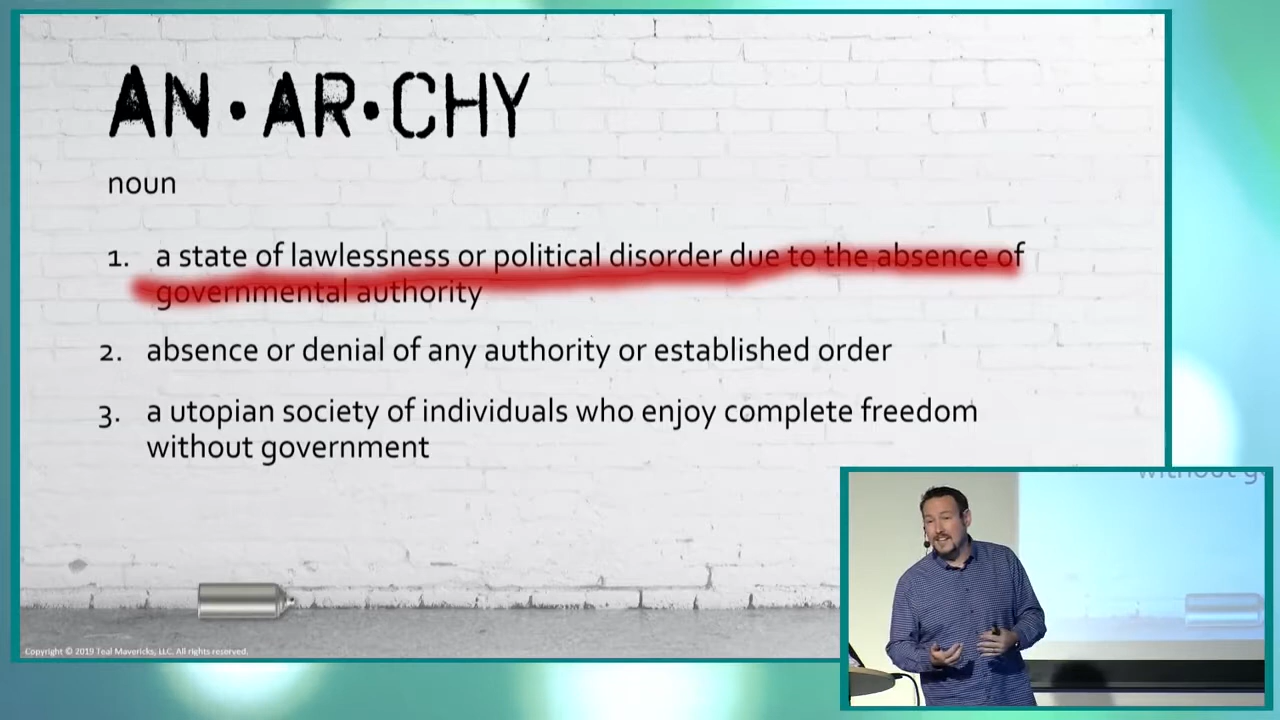 AN•AR•CHY
noun
1. a state of lawlessness or political disorder due to the absence of
governmental authority
2. absence or denial of any authority or established order
3. a utopian society of individuals who enjoy complete freedom
without government
Copyright © 2019 Teal Mavericks, LLC. All rights reserved.
without g